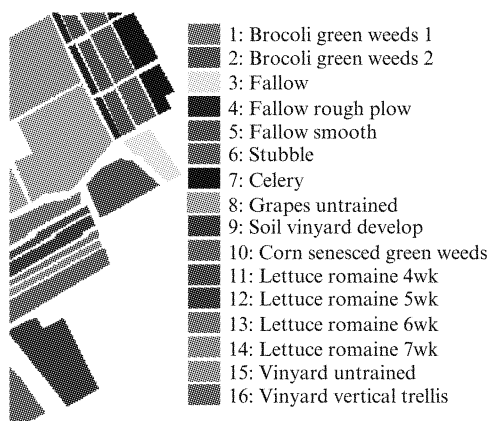 1: Brocoli green weeds 1
2: Brocoli green weeds 2
3: Fallow
4: Fallow rough plow
5: Fallow smooth
6: Stubble
7: Celery
8: Grapes untrained
9: Soil vinyard develop
10: Corn senesced green weeds
11: Lettuce romaine 4wk
12: Lettuce romaine 5wk
13: Lettuce romaine 6wk
14: Lettuce romaine 7wk
15: Vinyard untrained
16: Vinyard vertical trellis